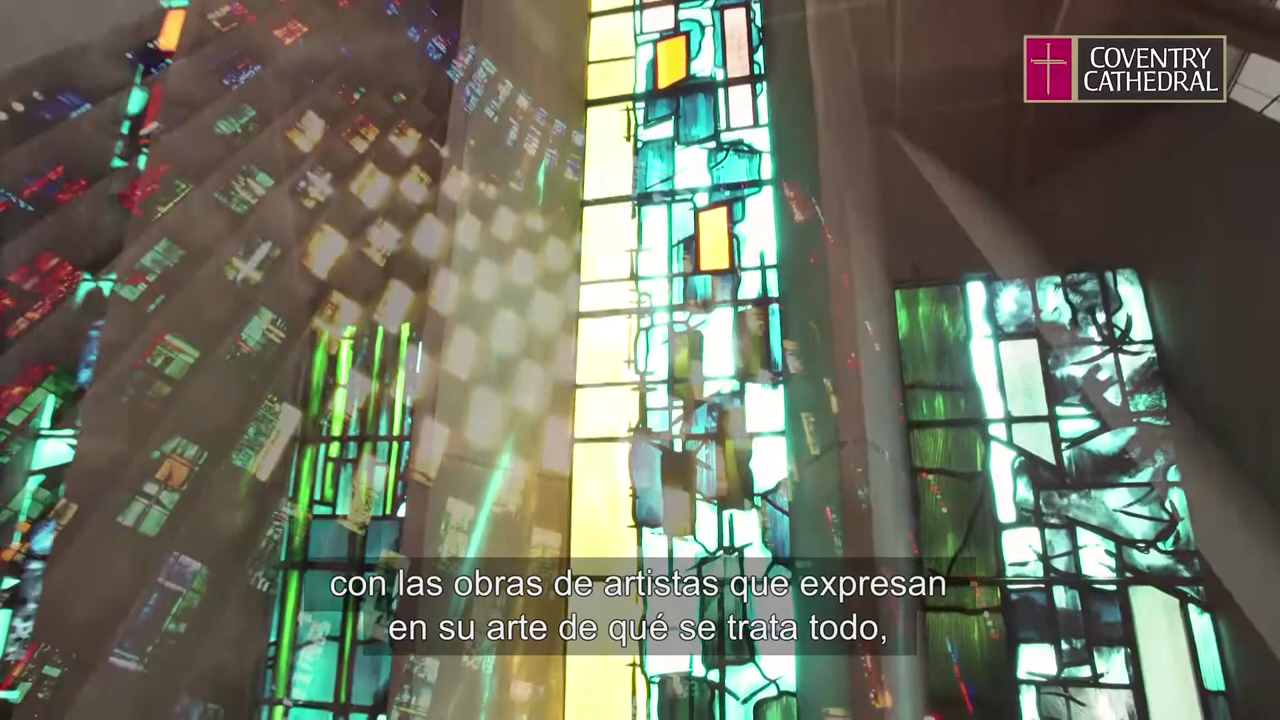 COVENTRY
CATHEDRAL
con las obras de artistas que expresan
en su arte de qué se trata todo,